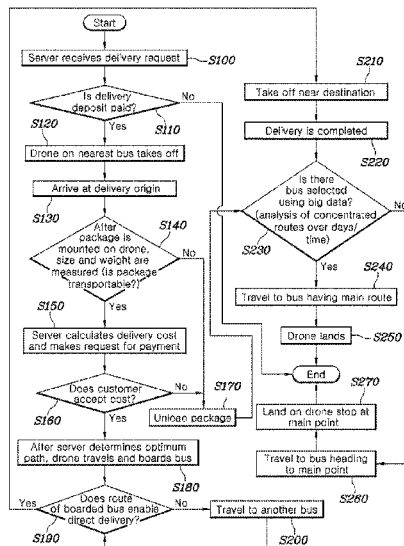 Start
Server receives delivery request
S100
Is delivery
deposit paid?
No
S110
Yes
S120
Drone on nearest bus takes off
Arrive at delivery origin
S130
After
package is
mounted on drone,
size and weight are
measured (is package
transportable?)
S140
No
Yes
S150
Server calculates delivery cost
and makes request for payment
Does customer
accept cost?
No
S160
Yes
S170
Unload package
After server determines optimum
path, drone travels and boards bus
S180
Yes
Does route
of boarded bus enable
direct delivery?
No
S190
Travel to another bus
S200
S210
Take off near destination
Delivery is completed
S220
Is there
bus selected
using big data?
(analysis of concentrated
routes over days/
time)
No
S230
Yes
S240
Travel to bus having main route
Drone lands
S250
End
S270
Land on drone stop at
main point
Travel to bus heading
to main point
S260